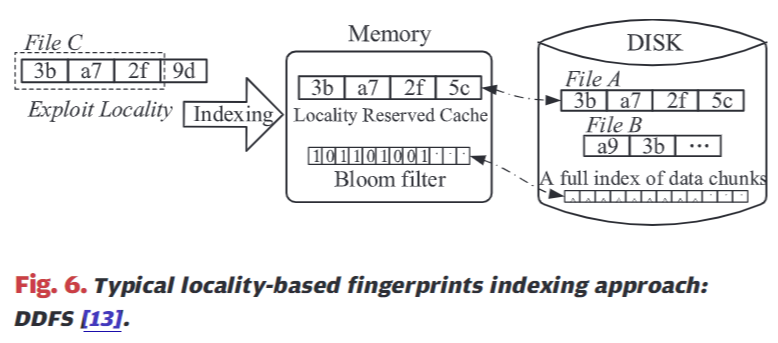 File C
3b a7 2f 9d
Exploit Locality
Indexing
Memory
3b a7 2f 5c
Locality Reserved Cache
1 0 1 1 0 1 0 0 1 · · ·
Bloom filter
DISK
File A
3b a7 2f 5c
File B
a9 3b ···
A full index of data chunks
Fig. 6. Typical locality-based fingerprints indexing approach:
DDFS [13].